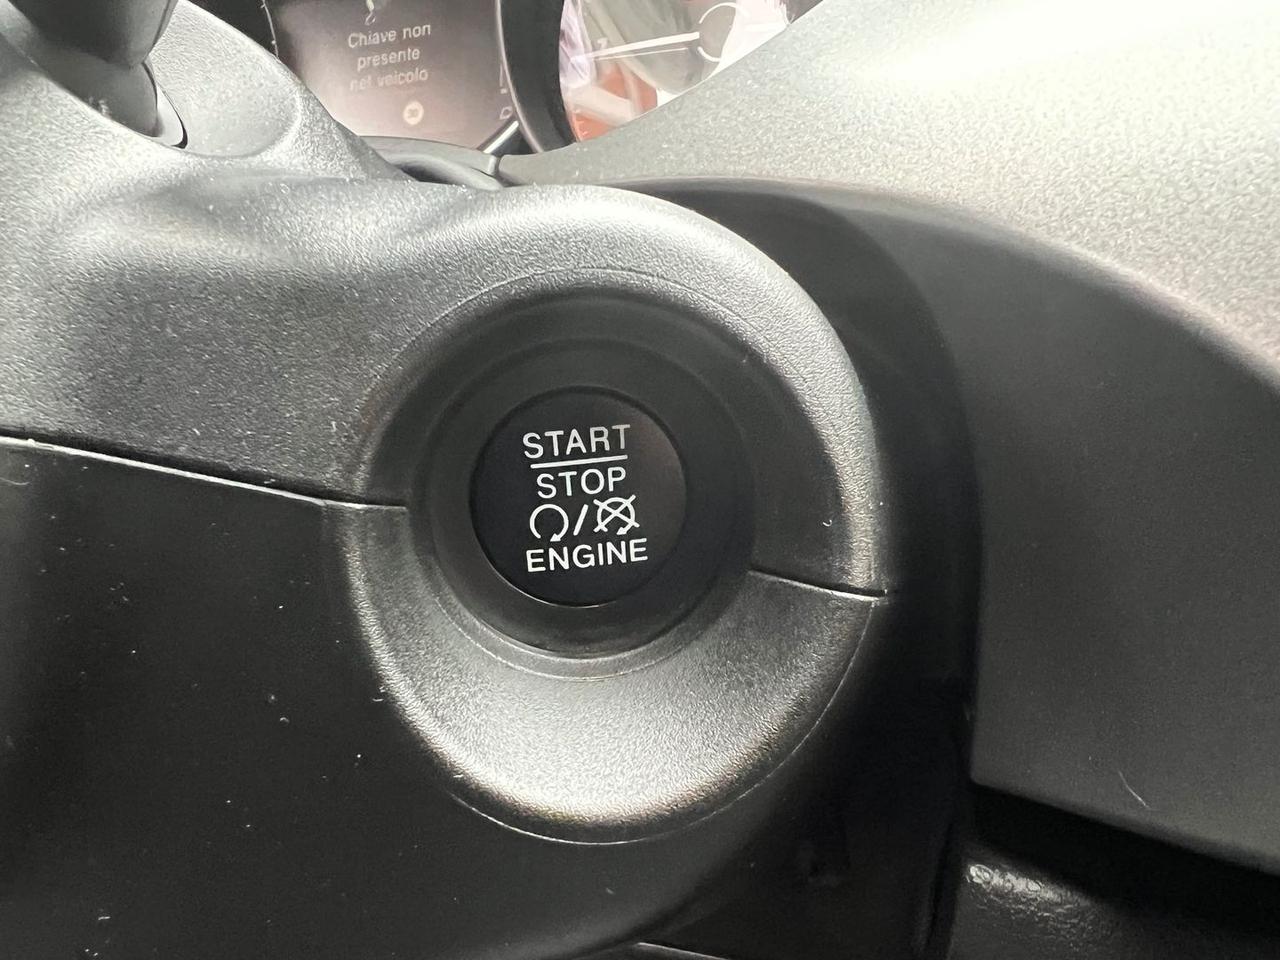 Chiave non
presente
nel veicolo
START
STOP
ENGINE